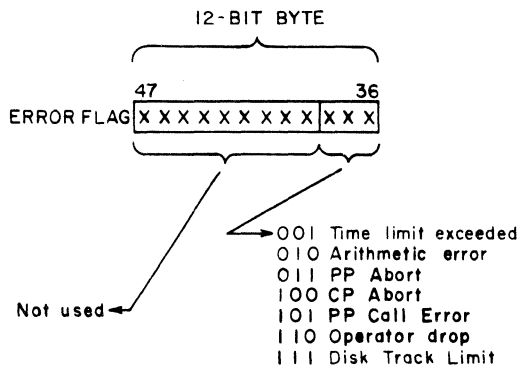 12-BIT BYTE
47 36
ERROR FLAG X X X X X X X X X X X X
001 Time limit exceeded
010 Arithmetic error
011 PP Abort
100 CP Abort
Not used
101 PP Call Error
110 Operator drop
111 Disk Track Limit